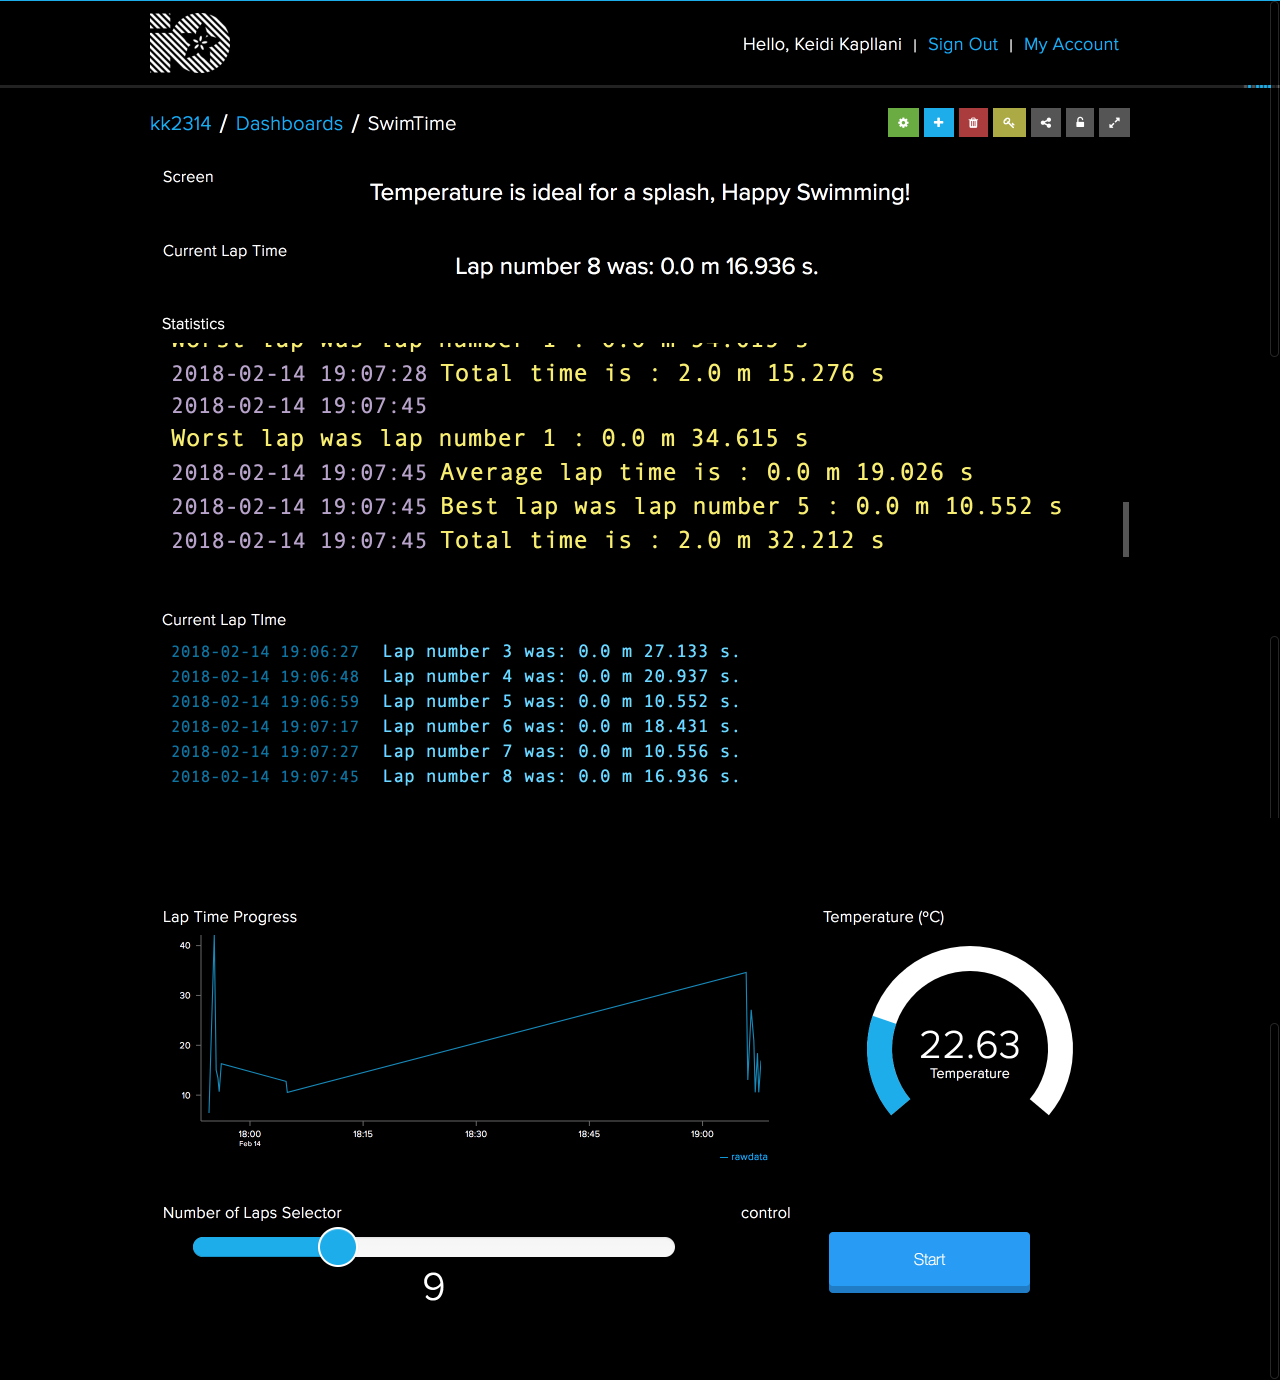 Hello, Keidi Kapllani | Sign Out | My Account
kk2314 / Dashboards / SwimTime
Screen
Temperature is ideal for a splash, Happy Swimming!
Current Lap Time
Lap number 8 was: 0.0 m 16.936 s.
Statistics
Worst lap was lap number 1 : 0.0 m 34.615 s
2018-02-14 19:07:28 Total time is : 2.0 m 15.276 s
2018-02-14 19:07:45
Worst lap was lap number 1 : 0.0 m 34.615 s
2018-02-14 19:07:45 Average lap time is : 0.0 m 19.026 s
2018-02-14 19:07:45 Best lap was lap number 5 : 0.0 m 10.552 s
2018-02-14 19:07:45 Total time is : 2.0 m 32.212 s
Current Lap TIme
2018-02-14 19:06:27 Lap number 3 was: 0.0 m 27.133 s.
2018-02-14 19:06:48 Lap number 4 was: 0.0 m 20.937 s.
2018-02-14 19:06:59 Lap number 5 was: 0.0 m 10.552 s.
2018-02-14 19:07:17 Lap number 6 was: 0.0 m 18.431 s.
2018-02-14 19:07:27 Lap number 7 was: 0.0 m 10.556 s.
2018-02-14 19:07:45 Lap number 8 was: 0.0 m 16.936 s.
Lap Time Progress
40
30
20
10
18:00 18:15 18:30 18:45 19:00
Feb 14
rawdata
Temperature (ºC)
22.63
Temperature
Number of Laps Selector
9
control
Start